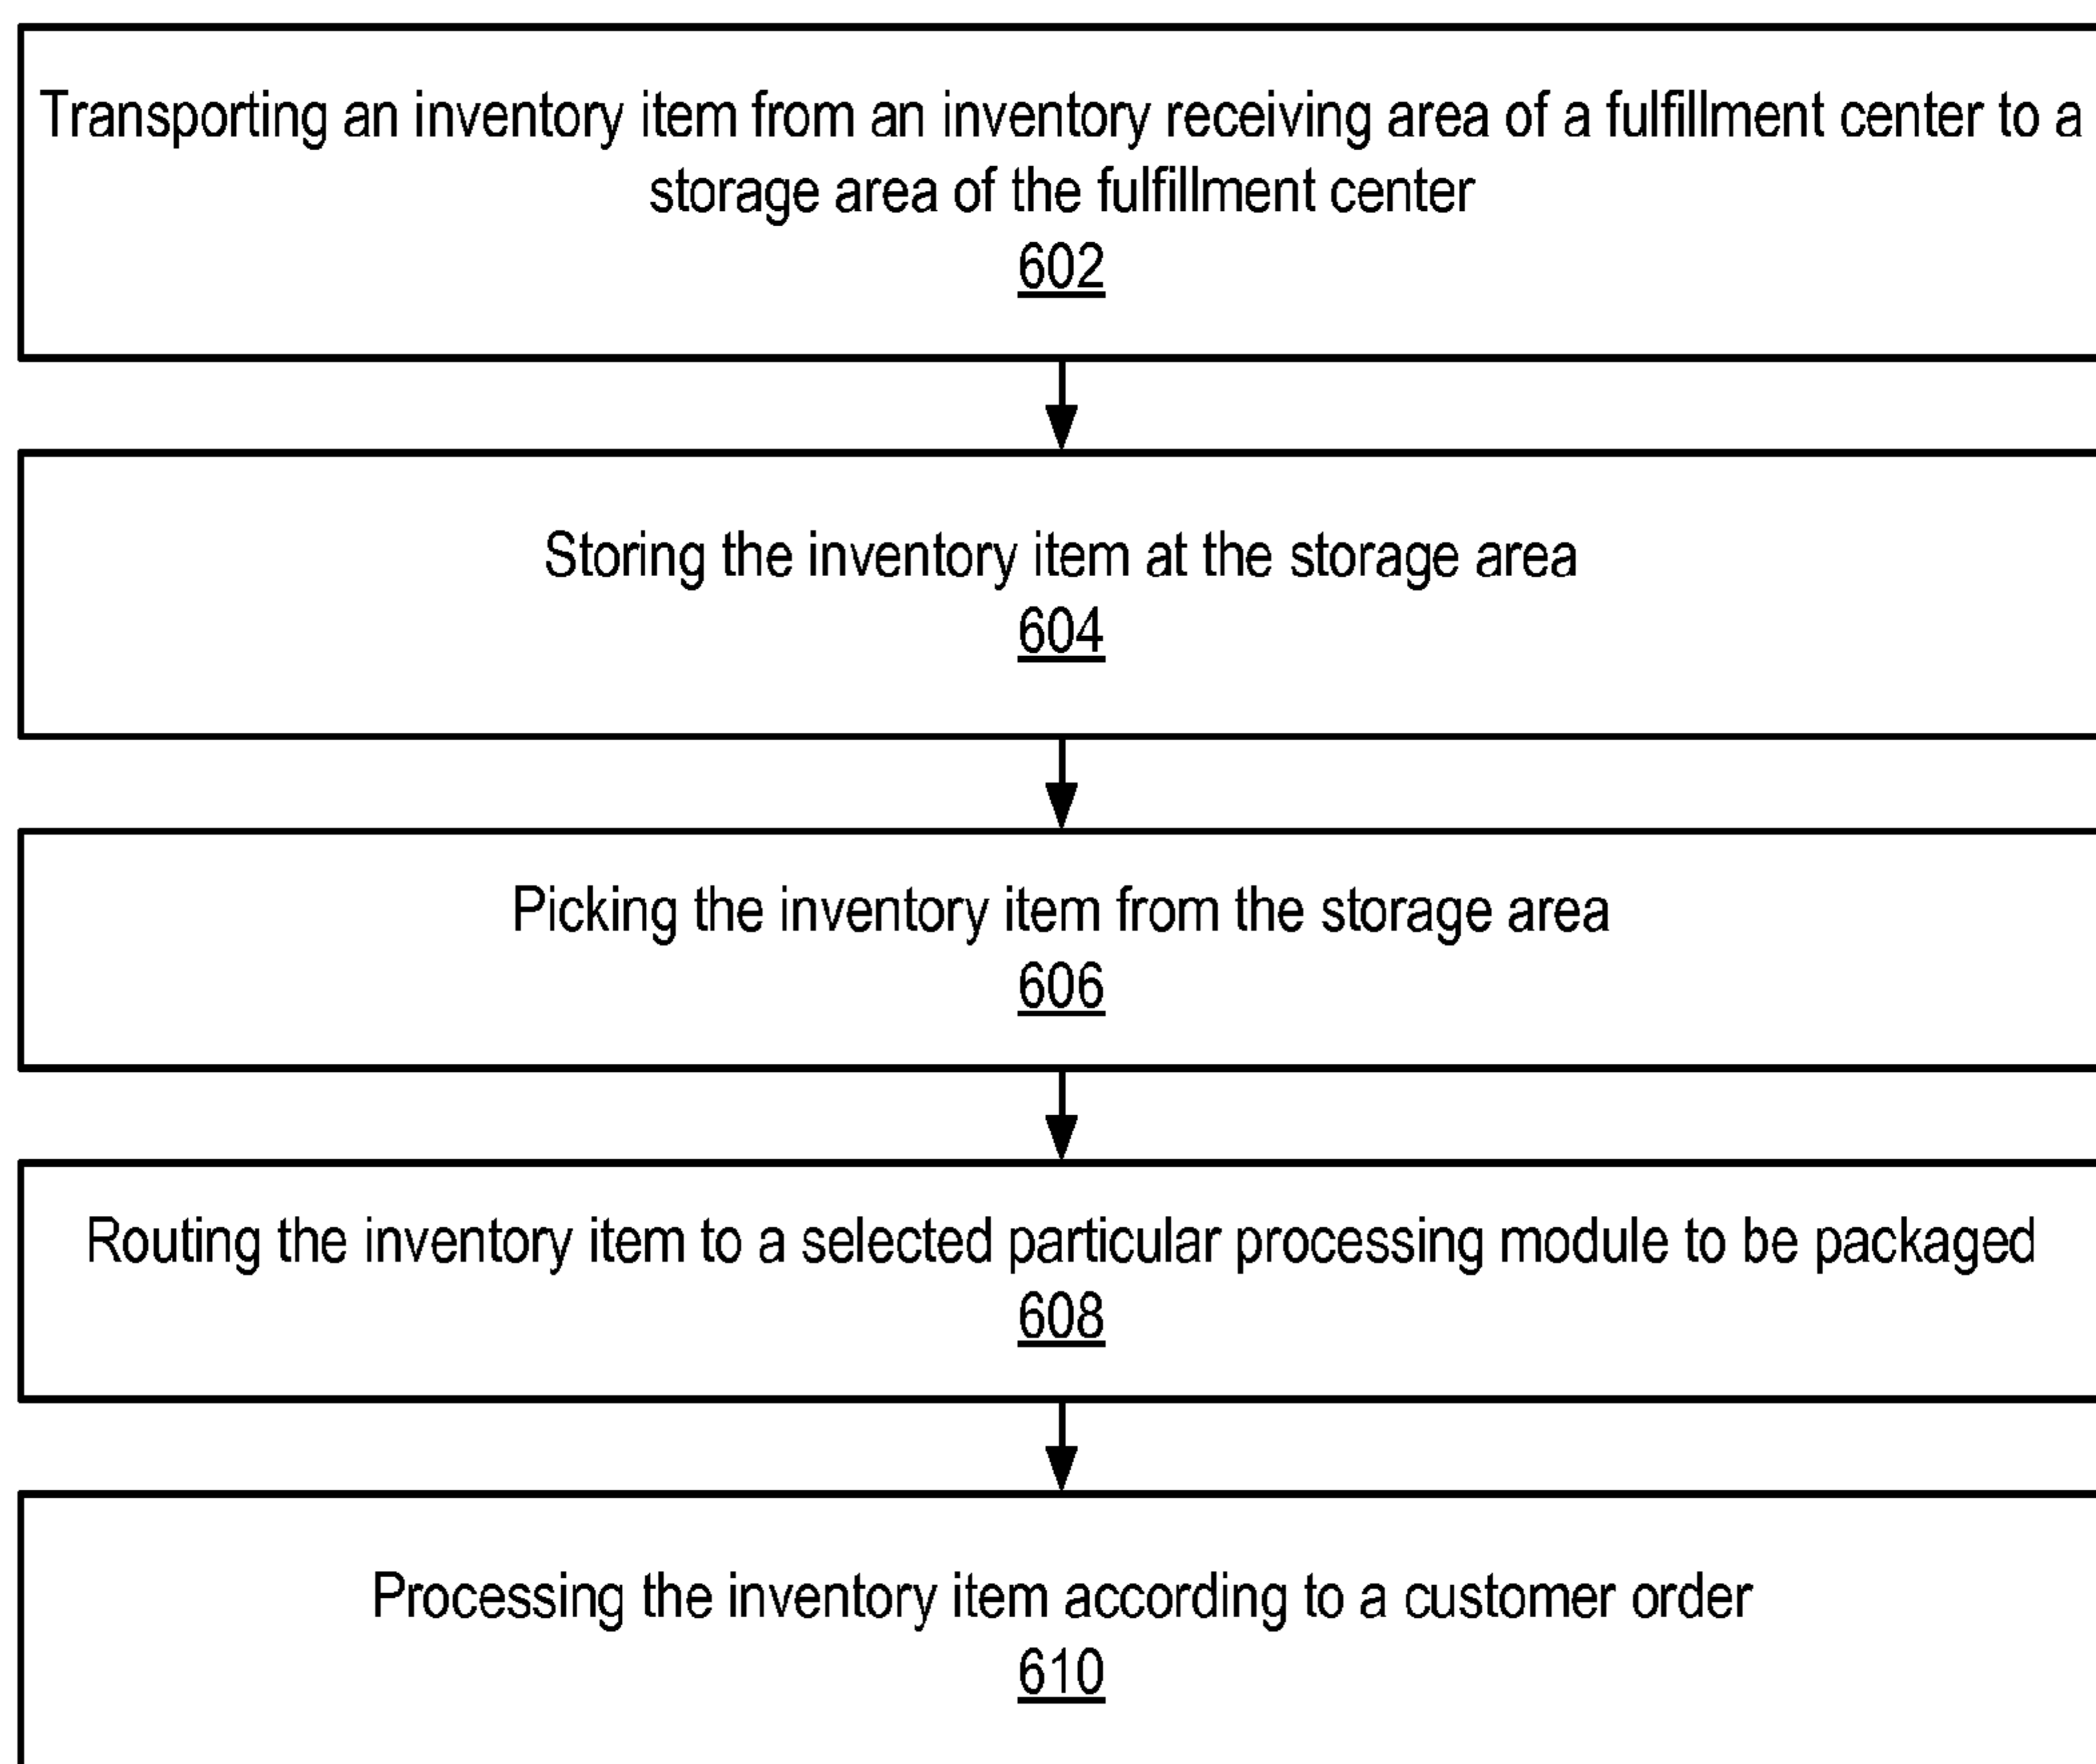 Transporting an inventory item from an inventory receiving area of a fulfillment center to a
storage area of the fulfillment center
602
Storing the inventory item at the storage area
604
Picking the inventory item from the storage area
606
Routing the inventory item to a selected particular processing module to be packaged
608
Processing the inventory item according to a customer order
610